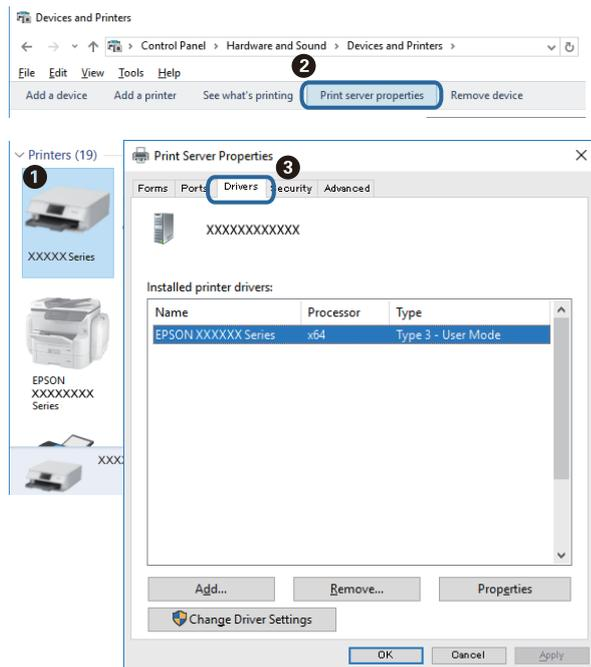 Devices and Printers
Control Panel > Hardware and Sound > Devices and Printers >
File Edit View Tools Help
2
Add a device Add a printer See what's printing Print server properties Remove device
Printers (19)
1
XXXXX Series
EPSON
XXXXXXXX
Series
Print Server Properties
3
Forms Ports Drivers Security Advanced
XXXXXXXXXXXX
Installed printer drivers:
Name Processor Type
EPSON XXXXXX Series x64 Type 3 - User Mode
Add... Remove... Properties
Change Driver Settings
OK Cancel Apply